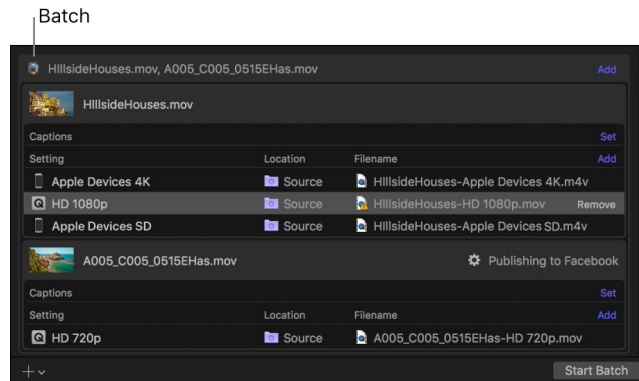 Batch
HIllsideHouses.mov, A005_C005_0515EHas.mov Add
HIllsideHouses.mov
Captions Set
Setting Location Filename Add
Apple Devices 4K Source HIllsideHouses-Apple Devices 4K.m4v
HD 1080p Source HIllsideHouses-HD 1080p.mov Remove
Apple Devices SD Source HIllsideHouses-Apple Devices SD.m4v
A005_C005_0515EHas.mov Publishing to Facebook
Captions Set
Setting Location Filename Add
HD 720p Source A005_C005_0515EHas-HD 720p.mov
Start Batch